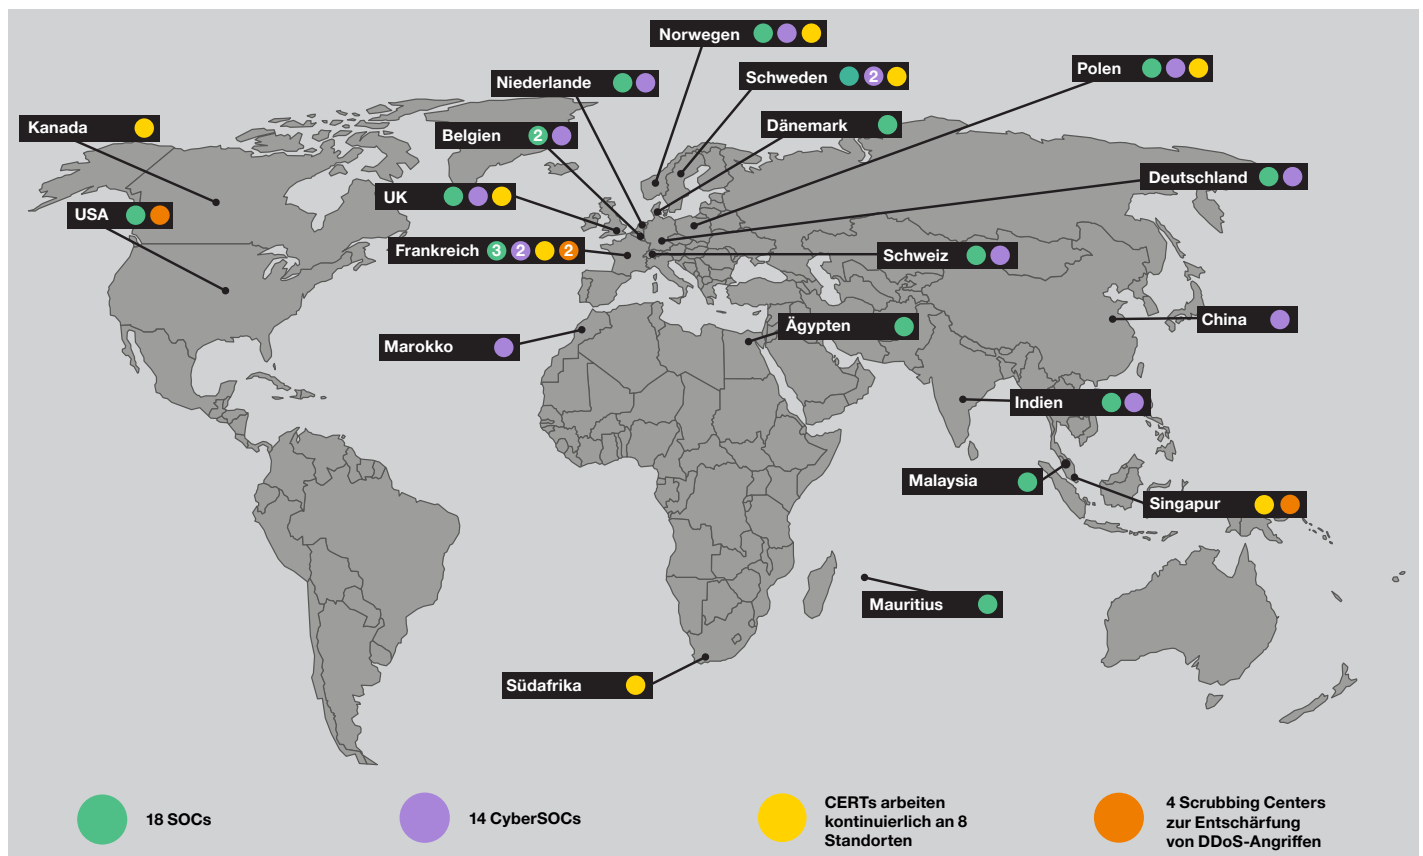 Norwegen
Schweden 2
Polen
Niederlande
Dänemark
Kanada
Belgien 2
Deutschland
UK
USA
Frankreich 3 2 2
Schweiz
China
Ägypten
Marokko
Indien
Malaysia
Singapur
Mauritius
Südafrika
18 SOCs
14 CyberSOCs
CERTs arbeiten
kontinuierlich an 8
Standorten
4 Scrubbing Centers
zur Entschärfung
von DDoS-Angriffen